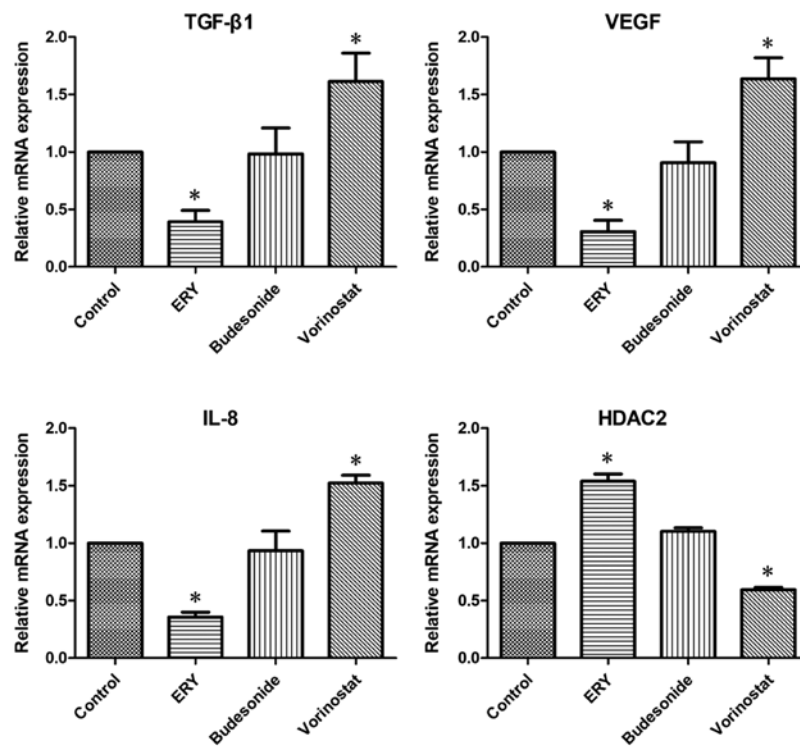 TGF-β1
Relative mRNA expression
2.0
1.5
1.0
0.5
0.0
*
*
Control
ERY
Budesonide
Vorinostat
VEGF
Relative mRNA expression
2.0
1.5
1.0
0.5
0.0
*
*
Control
ERY
Budesonide
Vorinostat
IL-8
Relative mRNA expression
2.0
1.5
1.0
0.5
0.0
*
*
Control
ERY
Budesonide
Vorinostat
HDAC2
Relative mRNA expression
2.0
1.5
1.0
0.5
0.0
*
*
Control
ERY
Budesonide
Vorinostat